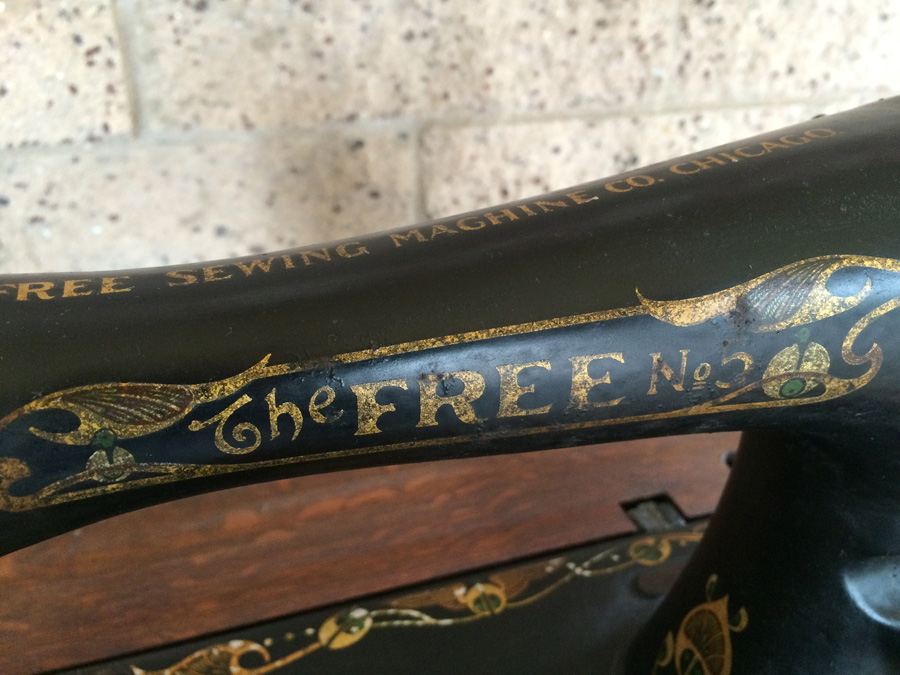 FREE SEWING MACHINE CO. CHICAGO
The FREE No 5